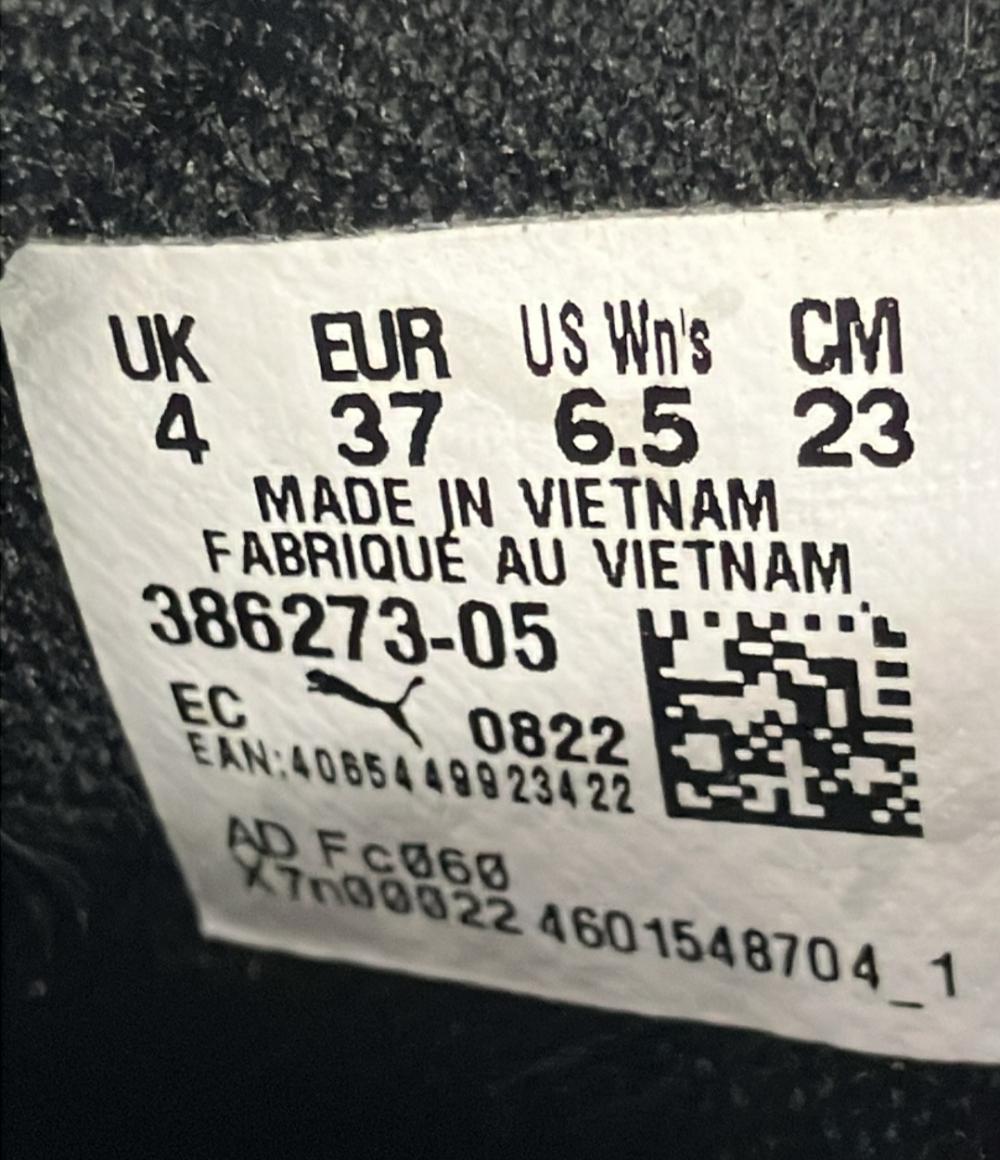 UK EUR US Wn's CM
4 37 6.5 23
MADE IN VIETNAM
FABRIQUÉ AU VIETNAM
386273-05
EC 0822
EAN:4065449923422
AD Fc060
X7n00022 4601548704_1